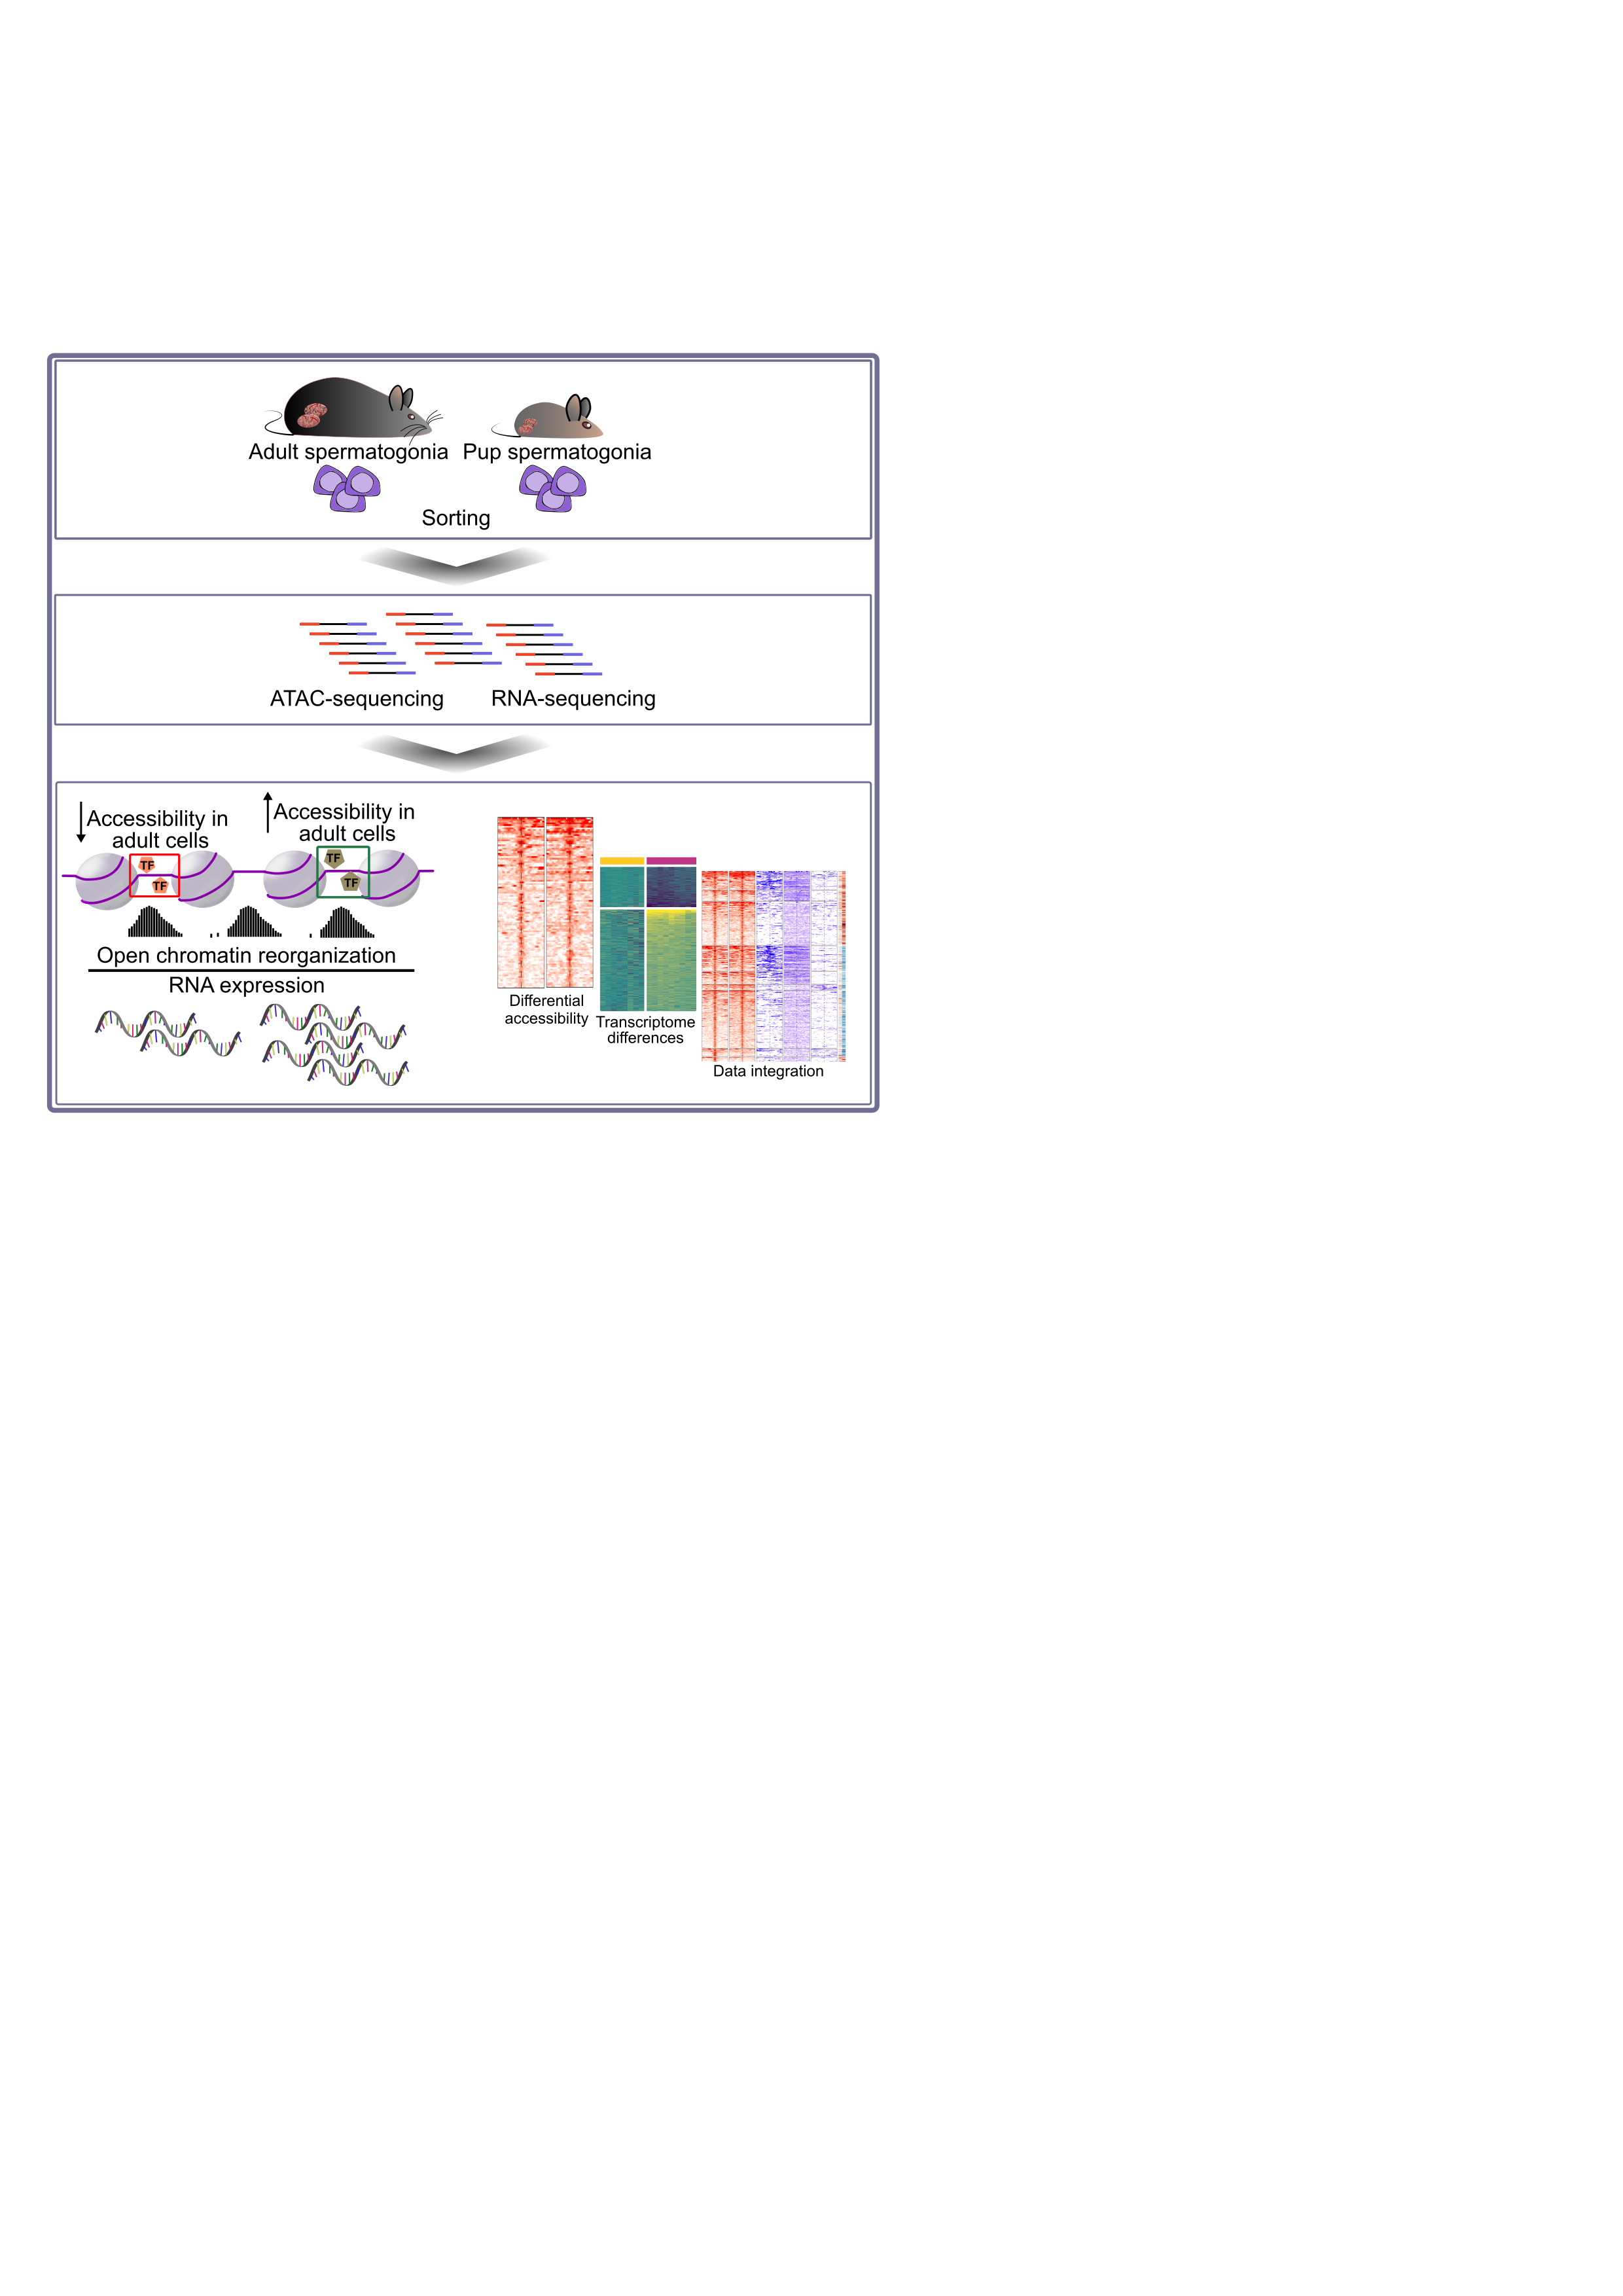 Adult spermatogonia
Pup spermatogonia
Sorting
ATAC-sequencing
RNA-sequencing
Accessibility in
adult cells
Accessibility in
adult cells
TF
TF
TF
TF
Open chromatin reorganization
RNA expression
Differential
accessibility
Transcriptome
differences
Data integration